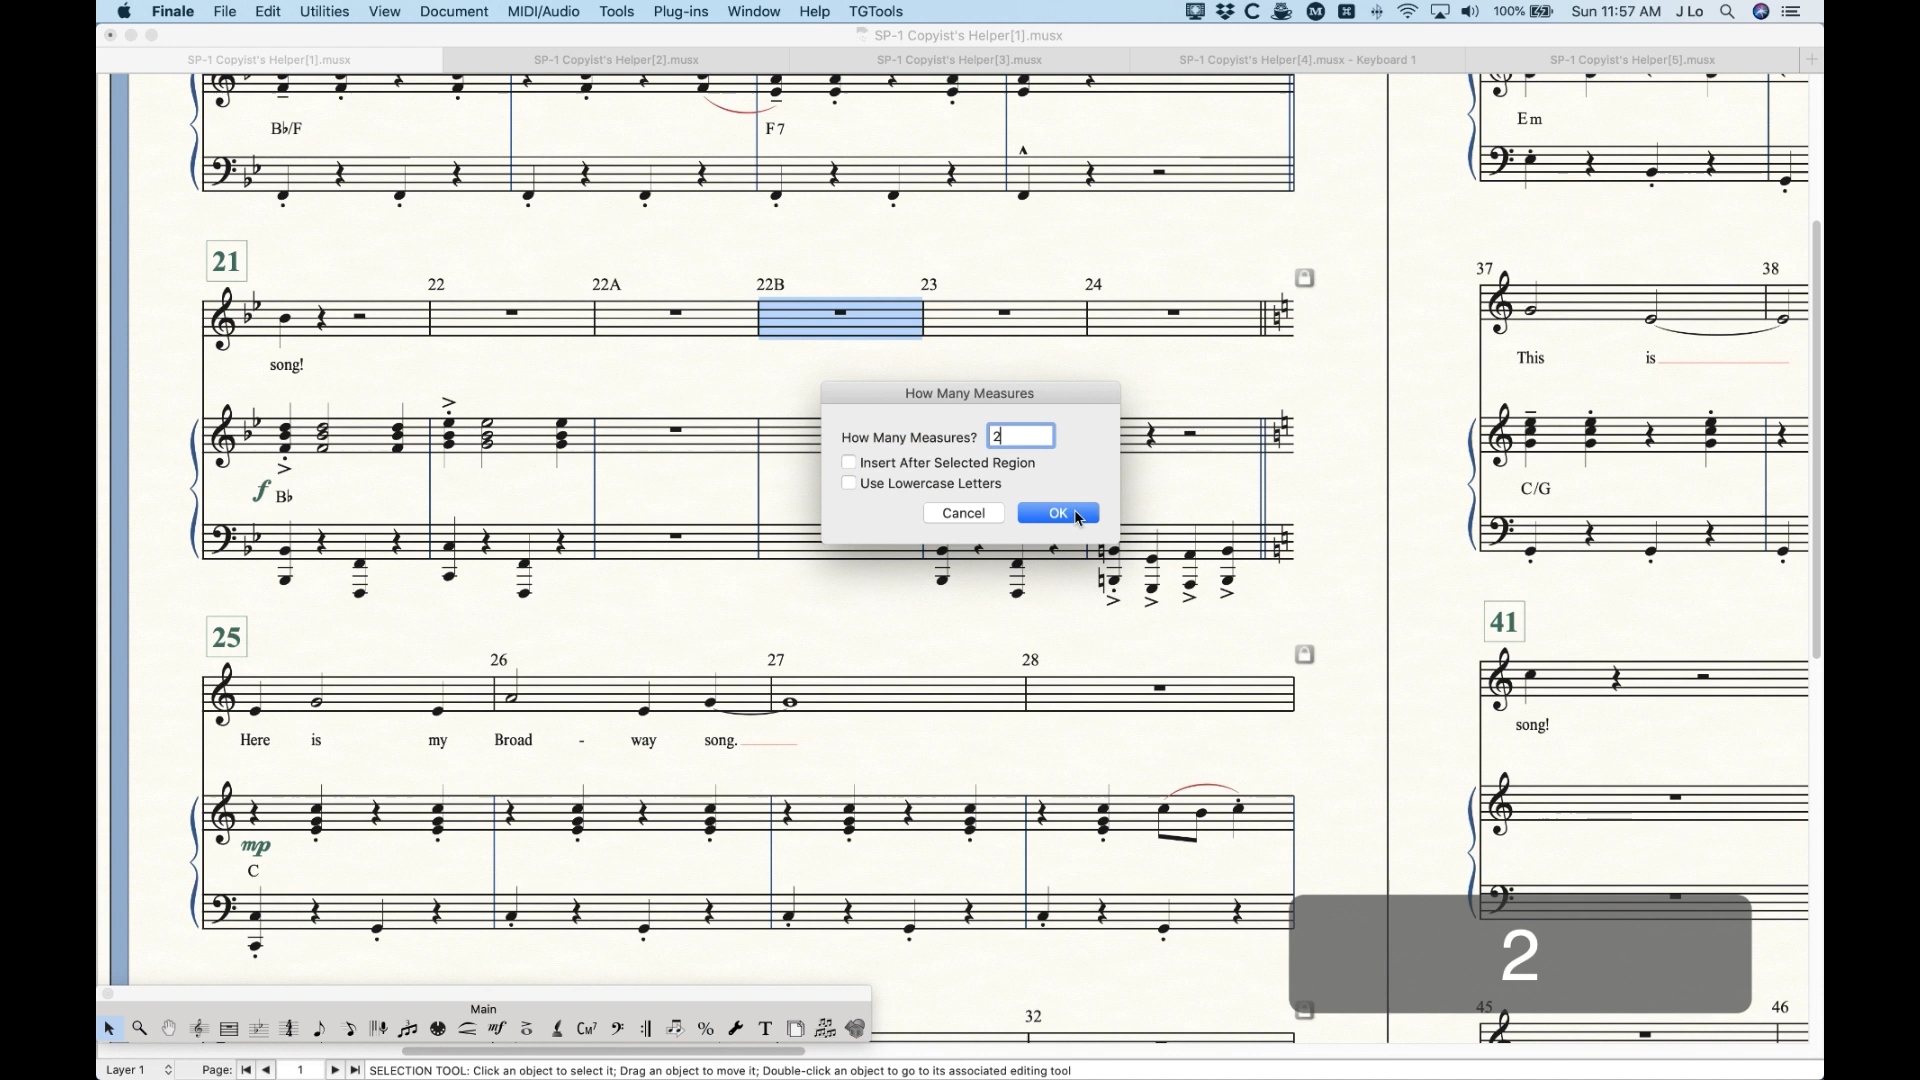 Finale File Edit Utilities View Document MIDI/Audio Tools Plug-ins Window Help TGTools
100% Sun 11:57 AM J Lo
SP-1 Copyist's Helper[1].musx
SP-1 Copyist's Helper[1].musx
SP-1 Copyist's Helper[2].musx
SP-1 Copyist's Helper[3].musx
SP-1 Copyist's Helper[4].musx - Keyboard 1
SP-1 Copyist's Helper[5].musx
B♭/F F7
Em
21 22 22A 22B 23 24
song!
f B♭
37 38
This is
C/G
How Many Measures
How Many Measures? 2
Insert After Selected Region
Use Lowercase Letters
Cancel OK
25 26 27 28
Here is my Broad - way song.
mp
C
41
song!
2
32
45 46
Main
mf CM7 % T
Layer 1 Page: 1 SELECTION TOOL: Click an object to select it; Drag an object to move it; Double-click an object to go to its associated editing tool